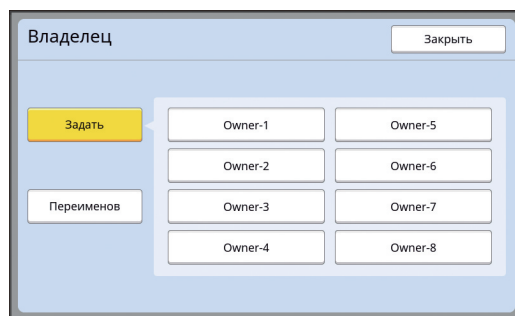 Владелец
Закрыть
Задать
Owner-1
Owner-5
Owner-2
Owner-6
Переименов
Owner-3
Owner-7
Owner-4
Owner-8